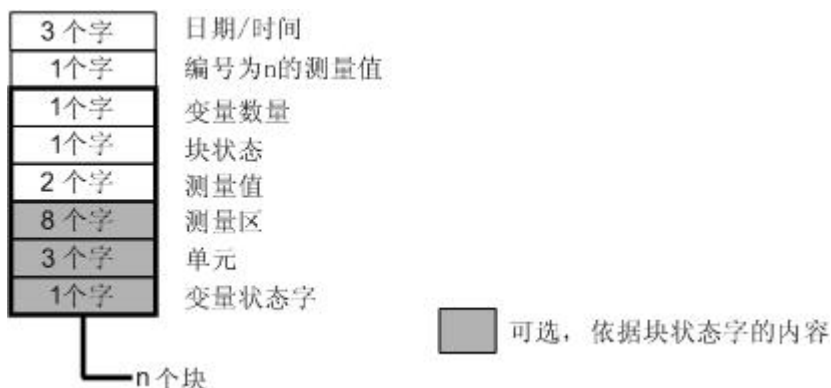 3 个字 日期/时间
1个字 编号为n的测量值
1个字 变量数量
1个字 块状态
2 个字 测量值
8 个字 测量区
3 个字 单元
1个字 变量状态字
可选，依据块状态字的内容
n 个块